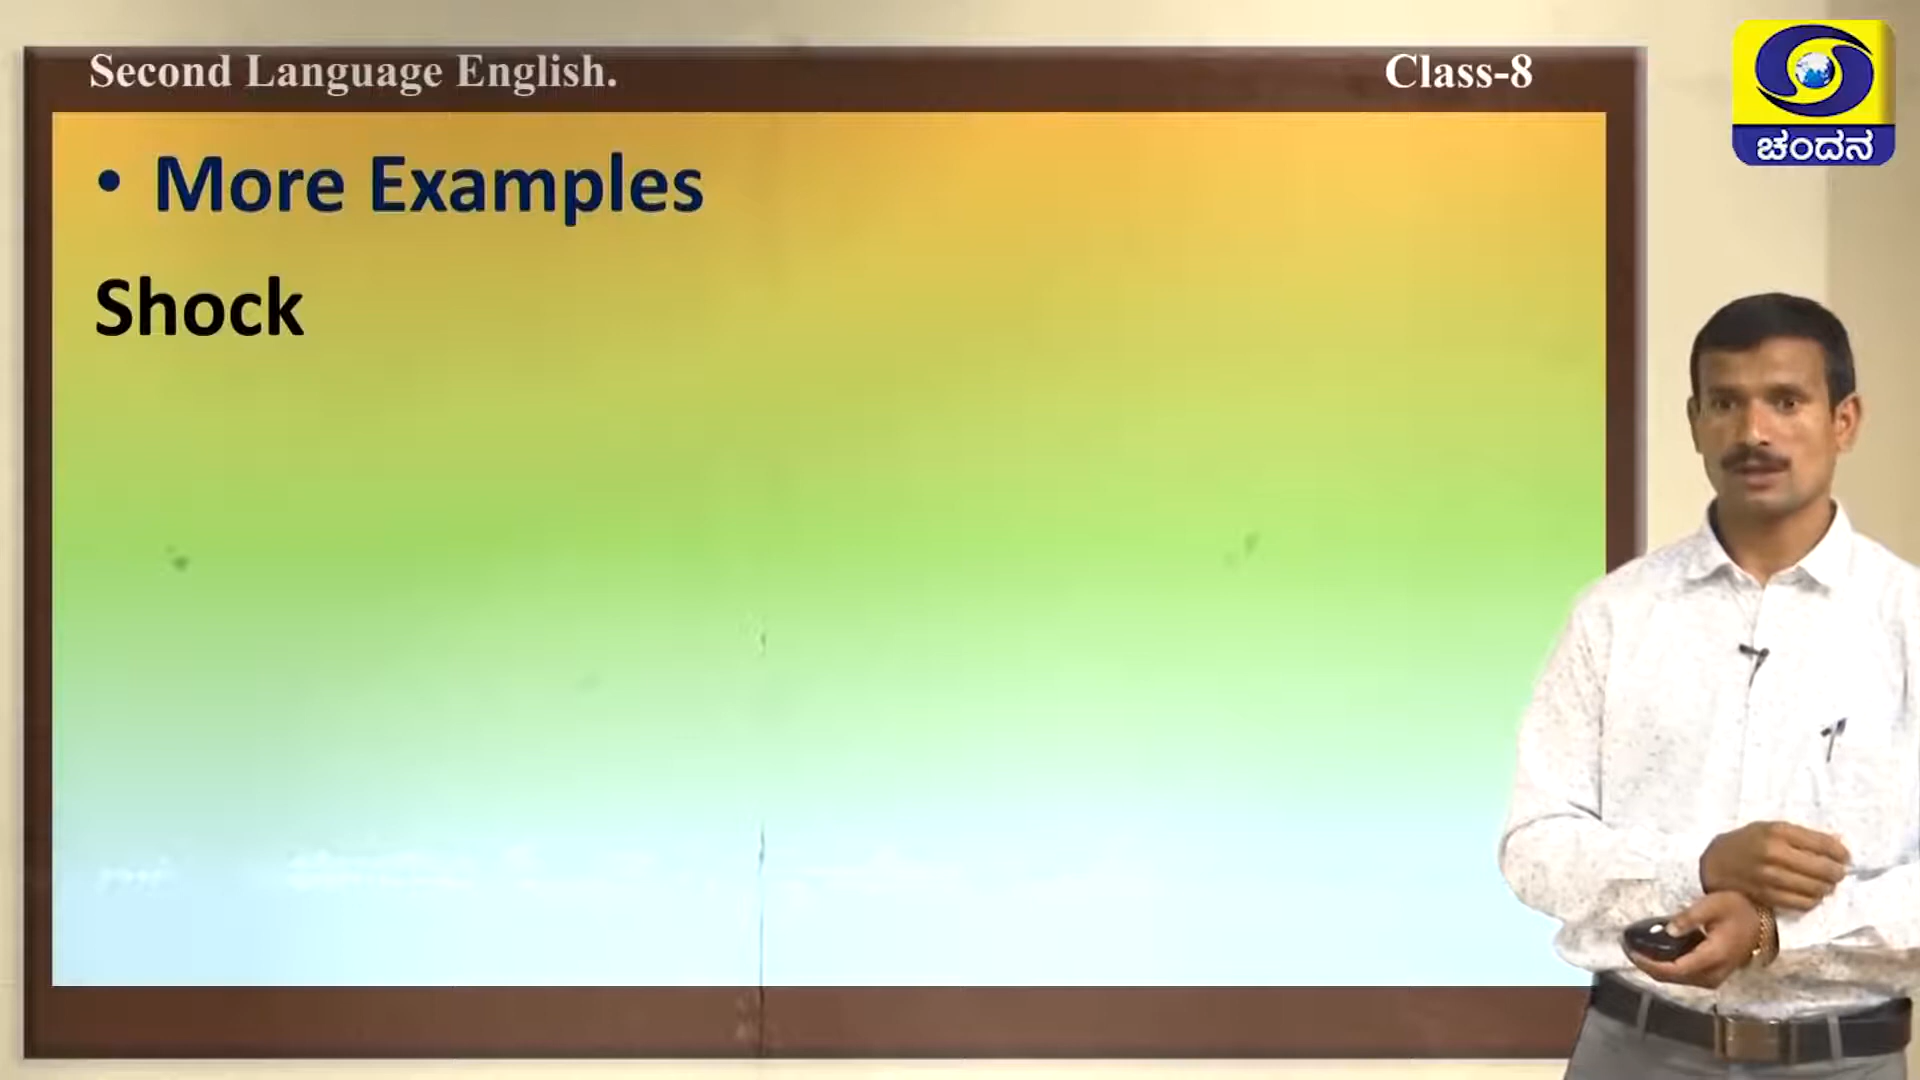 Second Language English.
Class-8
• More Examples
Shock
ಚಂದನ